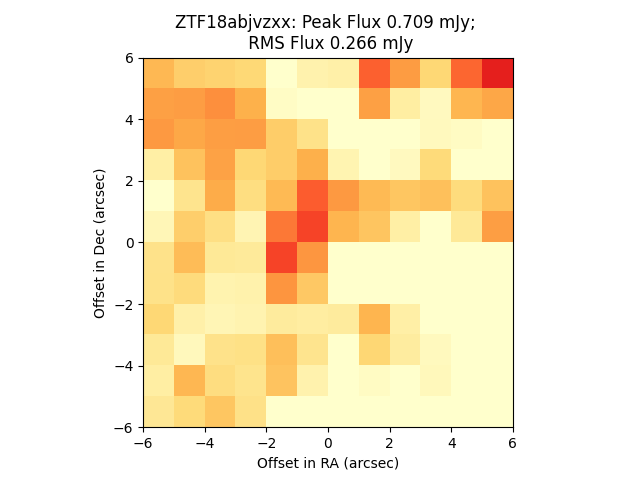 ZTF18abjvzxx: Peak Flux 0.709 mJy;
RMS Flux 0.266 mJy
6
4
2
0
−2
−4
−6
Offset in Dec (arcsec)
−6 −4 −2 0 2 4 6
Offset in RA (arcsec)